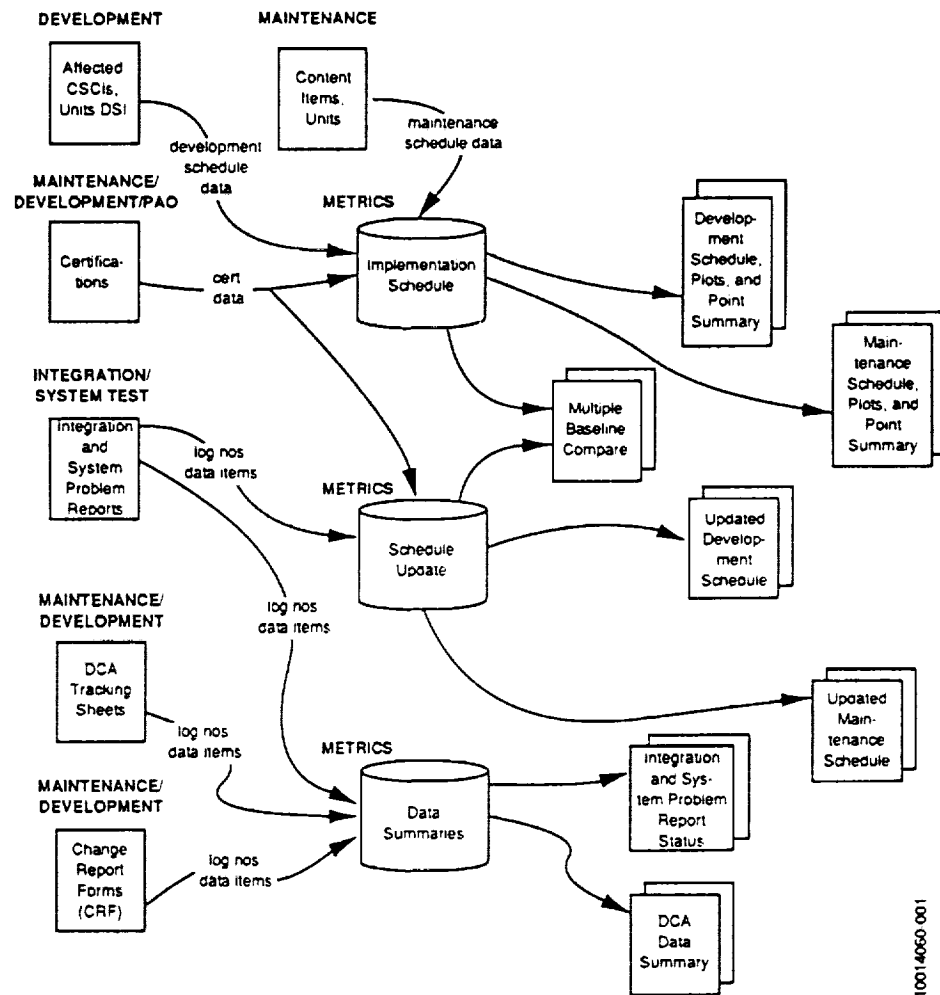 DEVELOPMENT
MAINTENANCE
Affected
CSCIs,
Units DSI
Content
Items,
Units
development
schedule
data
maintenance
schedule data
MAINTENANCE/
DEVELOPMENT/PAO
METRICS
Certifica-
tions
cert
data
Implementation
Schedule
Develop-
ment
Schedule,
Plots, and
Point
Summary
Main-
tenance
Schedule,
Plots, and
Point
Summary
INTEGRATION/
SYSTEM TEST
Integration
and
System
Problem
Reports
log nos
data items
Multiple
Baseline
Compare
METRICS
Schedule
Update
Updated
Develop-
ment
Schedule
log nos
data items
MAINTENANCE/
DEVELOPMENT
DCA
Tracking
Sheets
log nos
data items
Updated
Main-
tenance
Schedule
METRICS
Data
Summaries
Integration
and Sys-
tem Problem
Report
Status
MAINTENANCE/
DEVELOPMENT
Change
Report
Forms
(CRF)
log nos
data items
DCA
Data
Summary
10014060-001